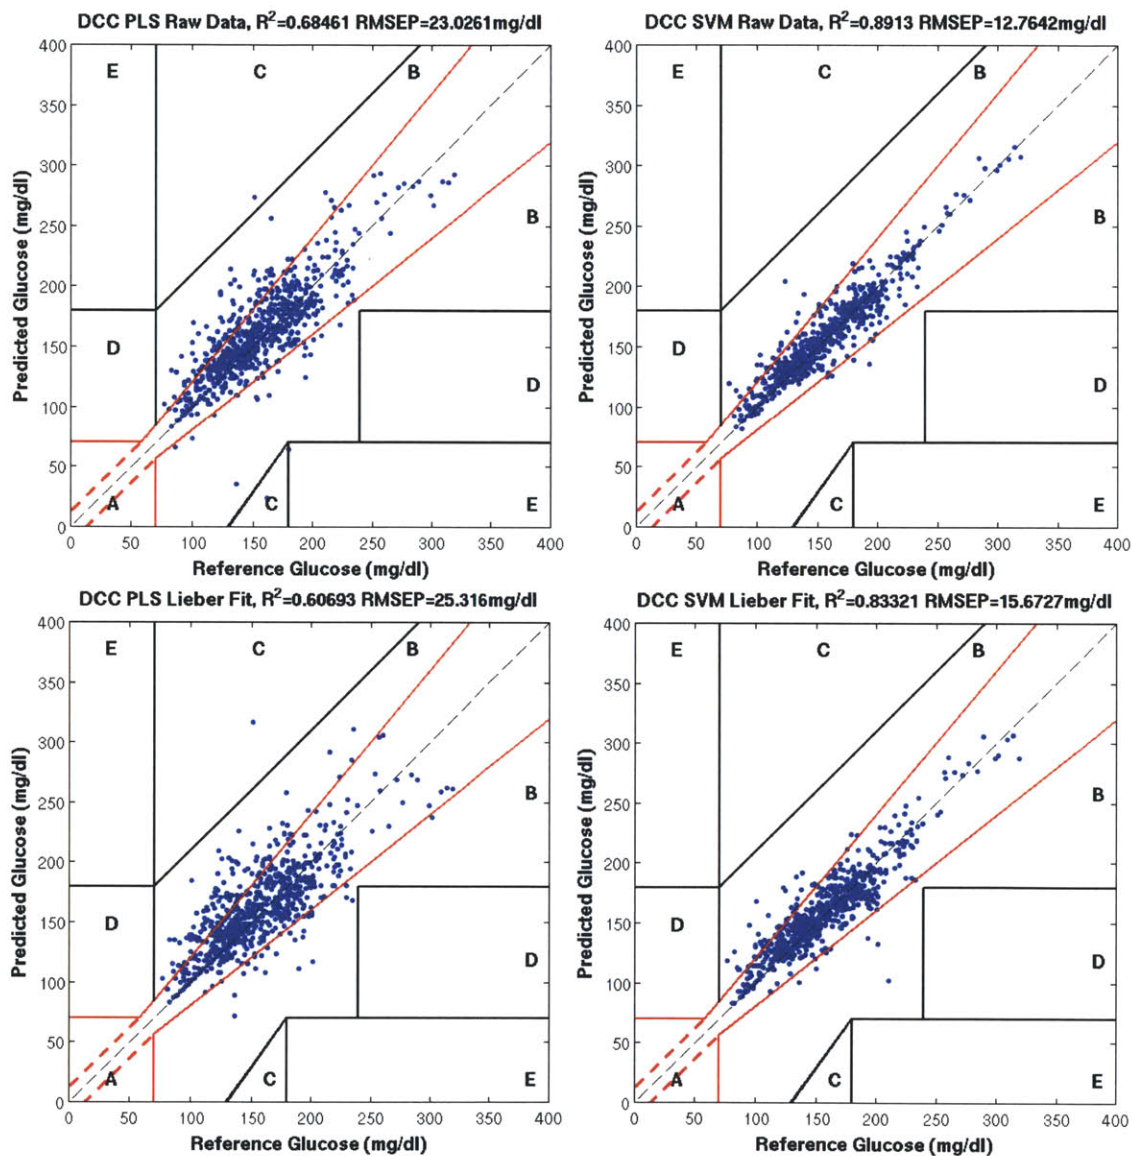 DCC PLS Raw Data, R²=0.68461 RMSEP=23.0261mg/dl
400
350
300
250
200
150
100
50
0
Predicted Glucose (mg/dl)
E
C
B
B
D
D
A
C
E
0 50 100 150 200 250 300 350 400
Reference Glucose (mg/dl)
DCC SVM Raw Data, R²=0.8913 RMSEP=12.7642mg/dl
400
350
300
250
200
150
100
50
0
Predicted Glucose (mg/dl)
E
C
B
B
D
D
A
C
E
0 50 100 150 200 250 300 350 400
Reference Glucose (mg/dl)
DCC PLS Lieber Fit, R²=0.60693 RMSEP=25.316mg/dl
400
350
300
250
200
150
100
50
0
Predicted Glucose (mg/dl)
E
C
B
B
D
D
A
C
E
0 50 100 150 200 250 300 350 400
Reference Glucose (mg/dl)
DCC SVM Lieber Fit, R²=0.83321 RMSEP=15.6727mg/dl
400
350
300
250
200
150
100
50
0
Predicted Glucose (mg/dl)
E
C
B
B
D
D
A
C
E
0 50 100 150 200 250 300 350 400
Reference Glucose (mg/dl)